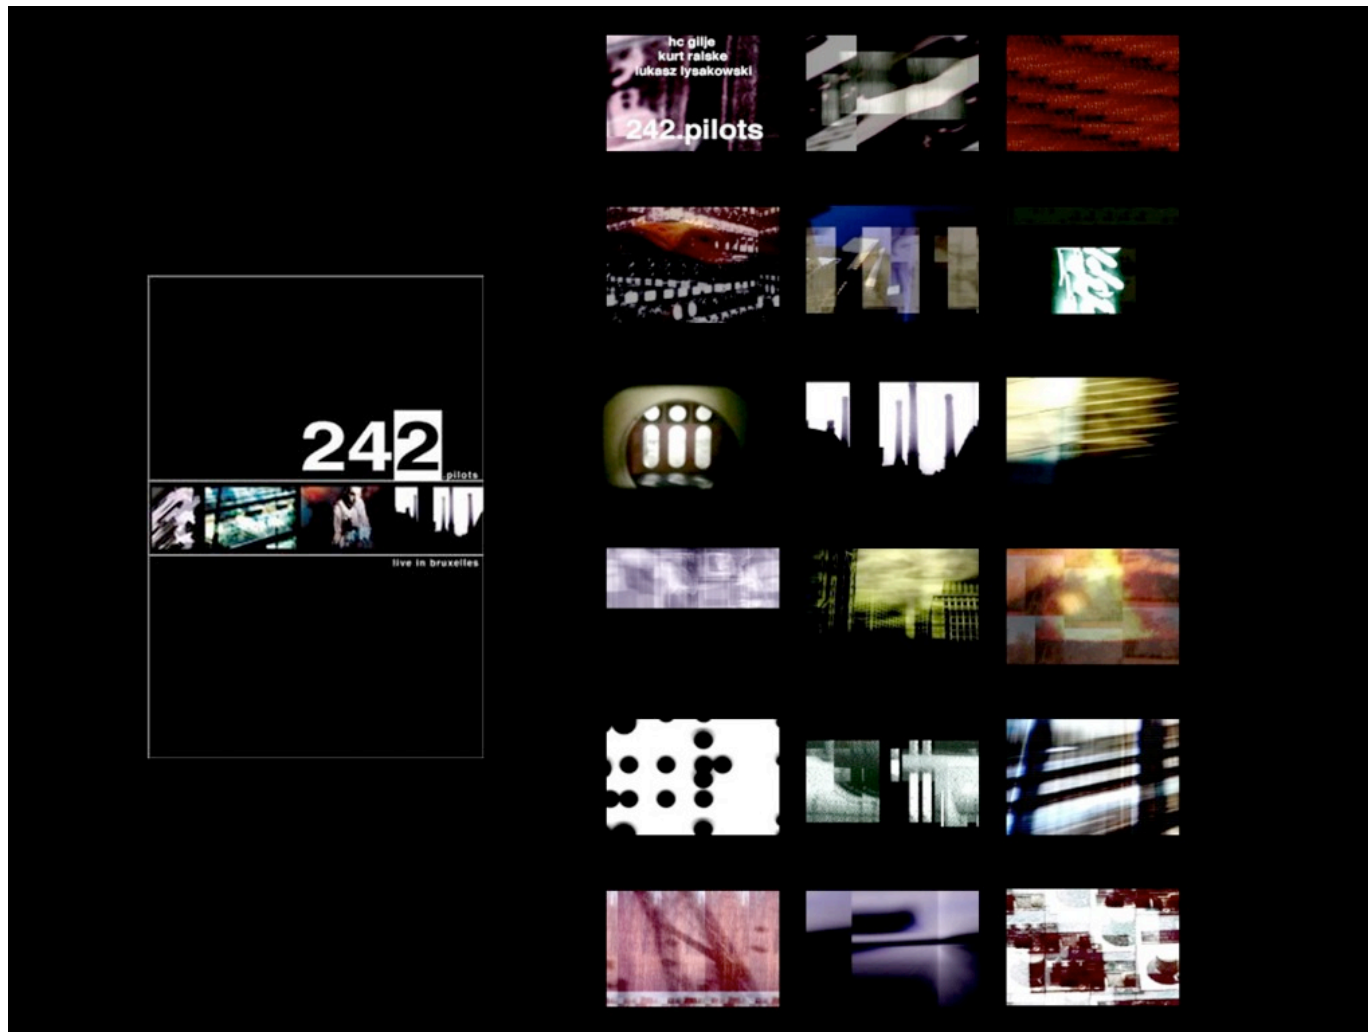 242
.pilots
live in bruxelles
hc gilje
kurt ralske
lukasz lysakowski
242.pilots